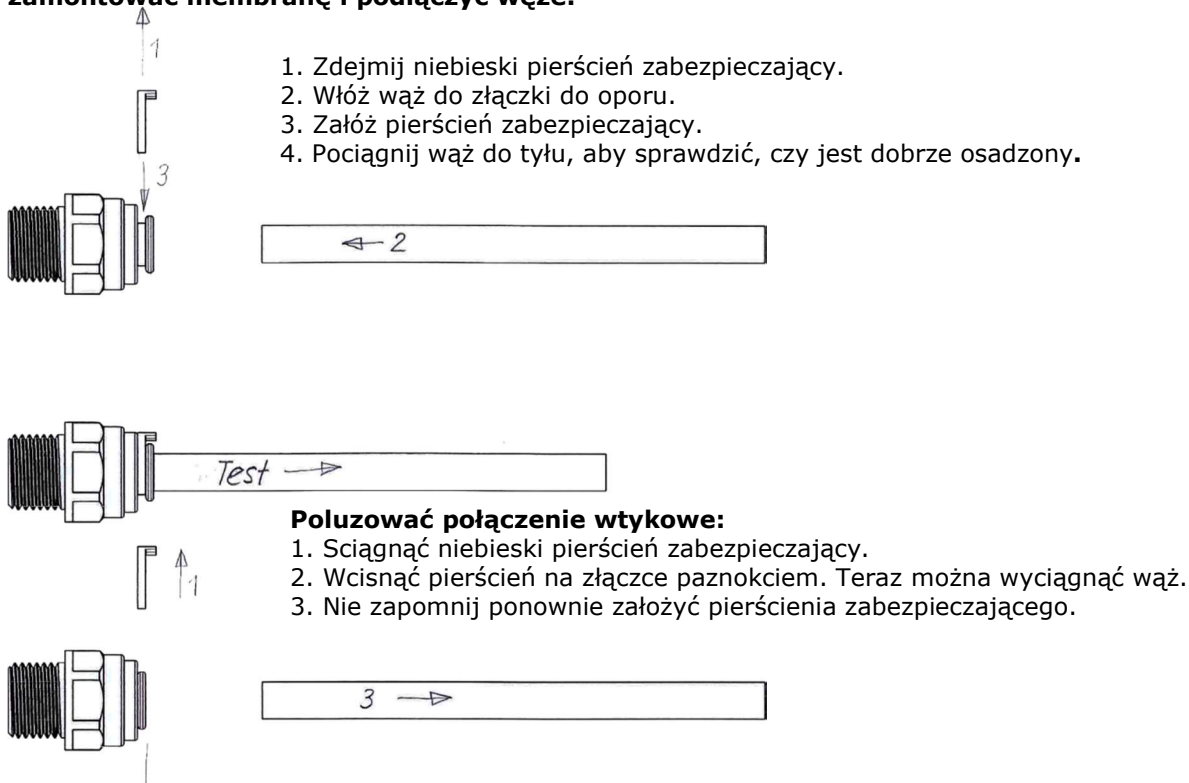 zamontować membranę i podłączyć węże:
1
1. Zdejmij niebieski pierścień zabezpieczający.
2. Włóż wąż do złączki do oporu.
3. Załóż pierścień zabezpieczający.
4. Pociągnij wąż do tyłu, aby sprawdzić, czy jest dobrze osadzony.
3
2
Test
Poluzować połączenie wtykowe:
1. Sciągnąć niebieski pierścień zabezpieczający.
2. Wcisnąć pierścień na złączce paznokciem. Teraz można wyciągnąć wąż.
1
3. Nie zapomnij ponownie założyć pierścienia zabezpieczającego.
3